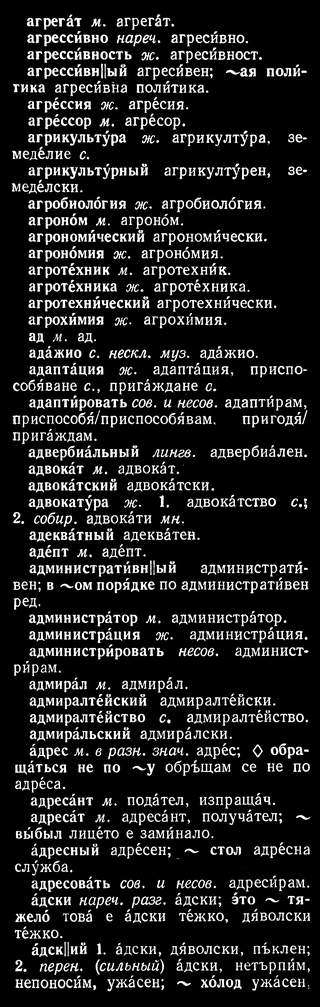 агрега́т м. агрега́т.
агресси́вно нареч. агреси́вно.
агресси́вность ж. агреси́вност.
агресси́вн||ый агреси́вен; ~ая поли́-
тика агреси́вна поли́тика.
агре́ссия ж. агре́сия.
агре́ссор м. агре́сор.
агрикульту́ра ж. агрикулту́ра, зе-
меде́лие с.
агрикульту́рный агрикулту́рен, зе-
меде́лски.
агробиоло́гия ж. агробиоло́гия.
агроно́м м. агроно́м.
агрономи́ческий агрономи́чески.
агроно́мия ж. агроно́мия.
агроте́хник м. агротехни́к.
агроте́хника ж. агроте́хника.
агротехни́ческий агротехни́чески.
агрохи́мия ж. агрохи́мия.
ад м. ад.
ада́жио с. нескл. муз. ада́жио.
адапта́ция ж. адапта́ция, приспо-
собя́ване с., прига́ждане с.
адапти́ровать сов. и несов. адапти́рам,
приспособя́/приспособя́вам, пригодя́/
прига́ждам.
адвербиа́льный лингв. адвербиа́лен.
адвока́т м. адвока́т.
адвока́тский адвока́тски.
адвокату́ра ж. 1. адвока́тство с.;
2. собир. адвока́ти мн.
адеква́тный адеква́тен.
аде́пт м. аде́пт.
администрати́вн||ый администрати́-
вен; в ~ом поря́дке по администрати́вен
ред.
администра́тор м. администра́тор.
администра́ция ж. администра́ция.
администри́ровать несов. админист-
ри́рам.
адмира́л м. адмира́л.
адмиралте́йский адмиралте́йски.
адмиралте́йство с. адмиралте́йство.
адмира́льский адмира́лски.
а́дрес м. в разн. знач. адре́с; ◊ обра-
ща́ться не по ~у обръ́щам се не по
адре́са.
адреса́нт м. пода́тел, изпраща́ч.
адреса́т м. адреса́нт, получа́тел; ~
вы́был лице́то е зами́нало.
а́дресный адре́сен; ~ стол адре́сна
слу́жба.
адресова́ть сов. и несов. адреси́рам.
а́дски нареч. разг. а́дски; э́то ~ тя-
жело́ това́ е а́дски те́жко, дя́волски
те́жко.
а́дск||ий 1. а́дски, дя́волски, пъ́клен;
2. перен. (сильный) а́дски, нетърпи́м,
непоноси́м, ужа́сен; ~ хо́лод ужа́сен